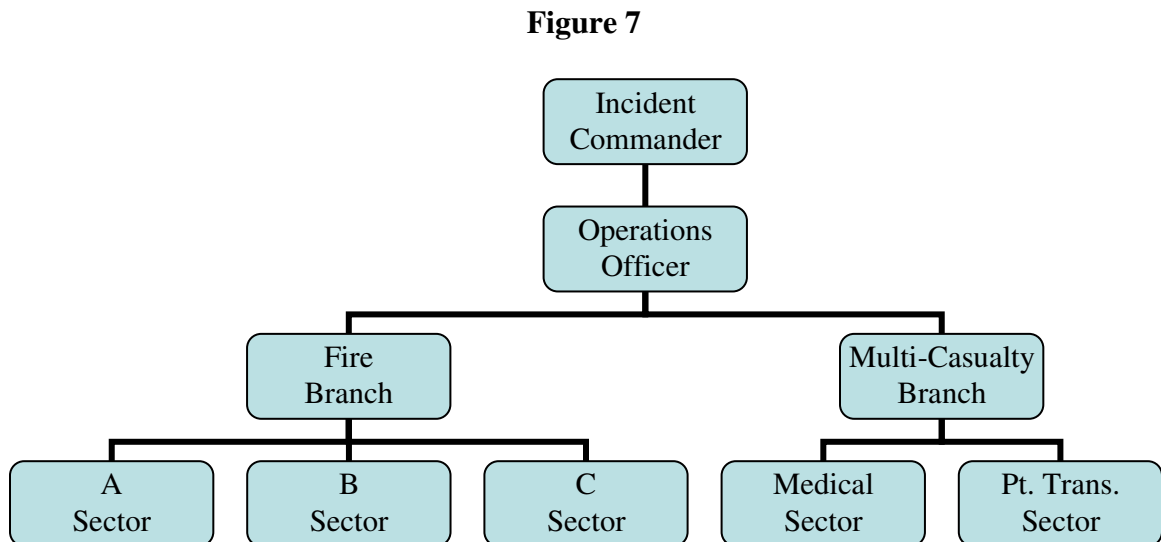 Figure 7
Incident
Commander
Operations
Officer
Fire
Branch
Multi-Casualty
Branch
A
Sector
B
Sector
C
Sector
Medical
Sector
Pt. Trans.
Sector